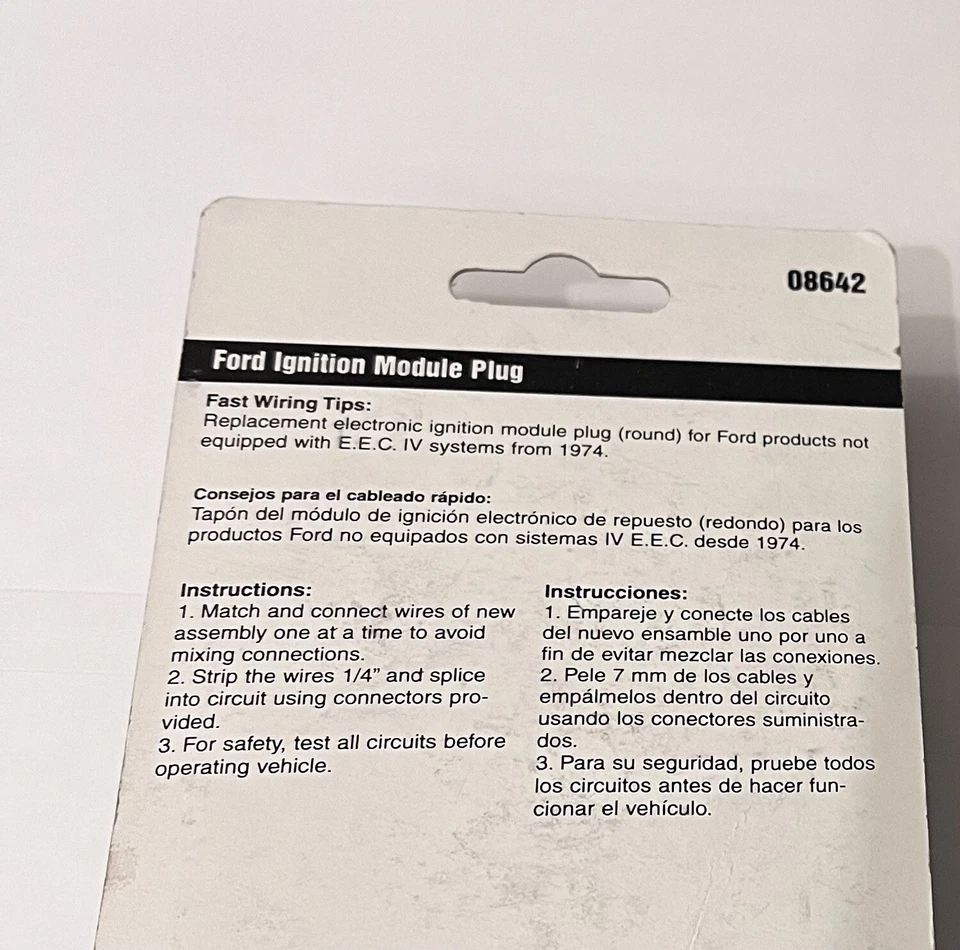 08642
Ford Ignition Module Plug
Fast Wiring Tips:
Replacement electronic ignition module plug (round) for Ford products not
equipped with E.E.C. IV systems from 1974.
Consejos para el cableado rápido:
Tapón del módulo de ignición electrónico de repuesto (redondo) para los
productos Ford no equipados con sistemas IV E.E.C. desde 1974.
Instructions:
1. Match and connect wires of new
assembly one at a time to avoid
mixing connections.
2. Strip the wires 1/4” and splice
into circuit using connectors pro-
vided.
3. For safety, test all circuits before
operating vehicle.
Instrucciones:
1. Empareje y conecte los cables
del nuevo ensamble uno por uno a
fin de evitar mezclar las conexiones.
2. Pele 7 mm de los cables y
empálmelos dentro del circuito
usando los conectores suministra-
dos.
3. Para su seguridad, pruebe todos
los circuitos antes de hacer fun-
cionar el vehículo.